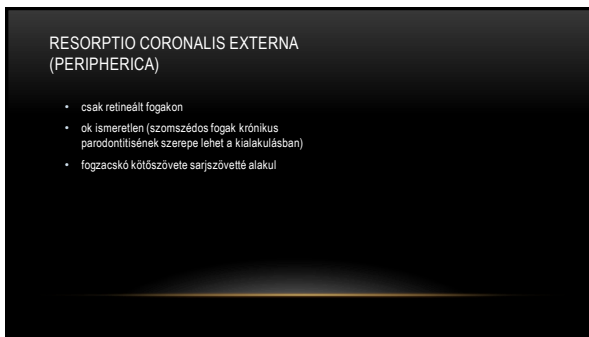 RESORPTIO CORONALIS EXTERNA
(PERIPHERICA)
• csak retineált fogakon
• ok ismeretlen (szomszédos fogak krónikus
parodontitisének szerepe lehet a kialakulásban)
• fogzacskó kötőszövete sarjszövetté alakul